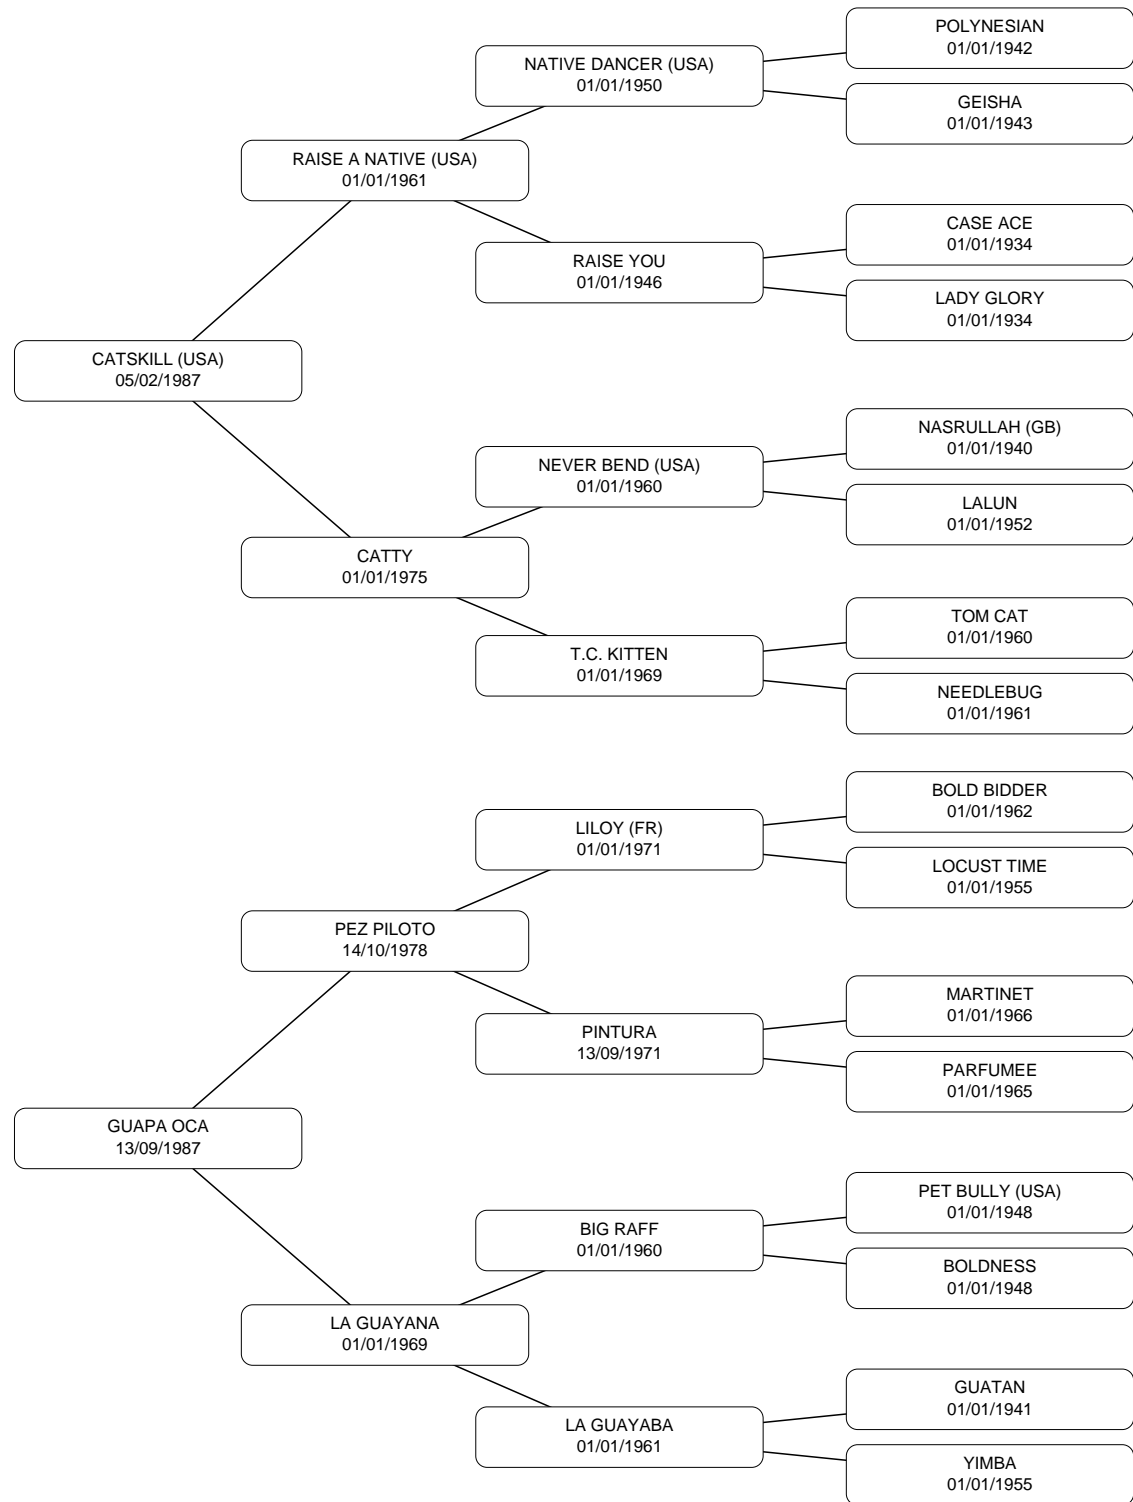 POLYNESIAN
01/01/1942
NATIVE DANCER (USA)
01/01/1950
GEISHA
01/01/1943
RAISE A NATIVE (USA)
01/01/1961
CASE ACE
01/01/1934
RAISE YOU
01/01/1946
LADY GLORY
01/01/1934
CATSKILL (USA)
05/02/1987
NASRULLAH (GB)
01/01/1940
NEVER BEND (USA)
01/01/1960
LALUN
01/01/1952
CATTY
01/01/1975
TOM CAT
01/01/1960
T.C. KITTEN
01/01/1969
NEEDLEBUG
01/01/1961
BOLD BIDDER
01/01/1962
LILOY (FR)
01/01/1971
LOCUST TIME
01/01/1955
PEZ PILOTO
14/10/1978
MARTINET
01/01/1966
PINTURA
13/09/1971
PARFUMEE
01/01/1965
GUAPA OCA
13/09/1987
PET BULLY (USA)
01/01/1948
BIG RAFF
01/01/1960
BOLDNESS
01/01/1948
LA GUAYANA
01/01/1969
GUATAN
01/01/1941
LA GUAYABA
01/01/1961
YIMBA
01/01/1955